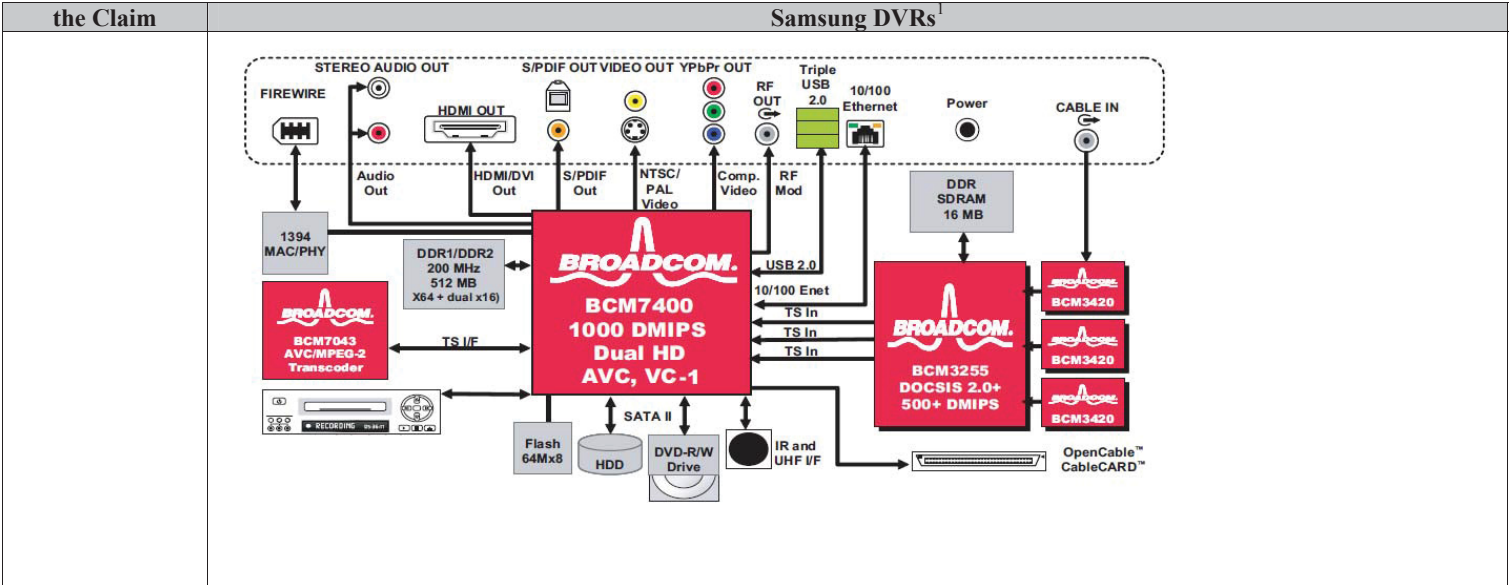 the Claim
Samsung DVRs1
STEREO AUDIO OUT
S/PDIF OUT
VIDEO OUT
YPbPr OUT
Triple
USB
2.0
RF
OUT
10/100
Ethernet
FIREWIRE
HDMI OUT
Power
CABLE IN
Audio
Out
HDMI/DVI
Out
S/PDIF
Out
NTSC/
PAL
Video
Comp.
Video
RF
Mod
DDR
SDRAM
16 MB
1394
MAC/PHY
DDR1/DDR2
200 MHz
512 MB
X64 + dual x16)
BROADCOM.
BCM7400
1000 DMIPS
Dual HD
AVC, VC-1
USB 2.0
10/100 Enet
TS In
TS In
TS In
BROADCOM.
BCM3255
DOCSIS 2.0+
500+ DMIPS
BROADCOM.
BCM3420
BROADCOM.
BCM3420
BROADCOM.
BCM3420
BROADCOM.
BCM7043
AVC/MPEG-2
Transcoder
TS I/F
RECORDING
SATA II
Flash
64Mx8
HDD
DVD-R/W
Drive
IR and
UHF I/F
OpenCable™
CableCARD™